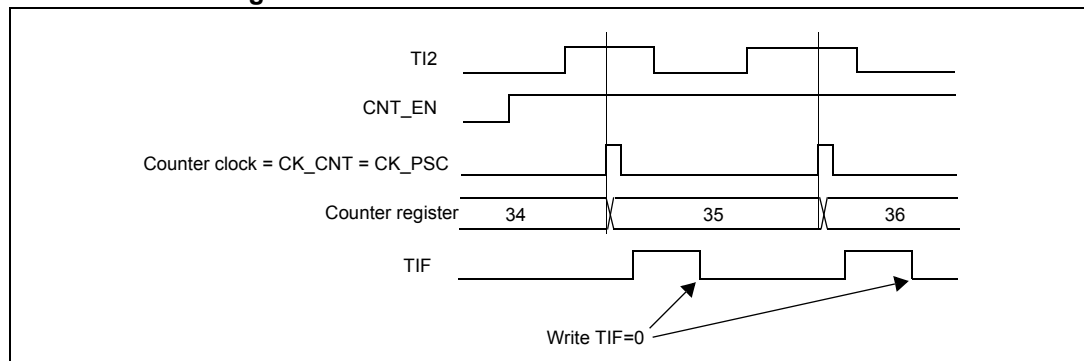 TI2
CNT_EN
Counter clock = CK_CNT = CK_PSC
Counter register 34 35 36
TIF
Write TIF=0